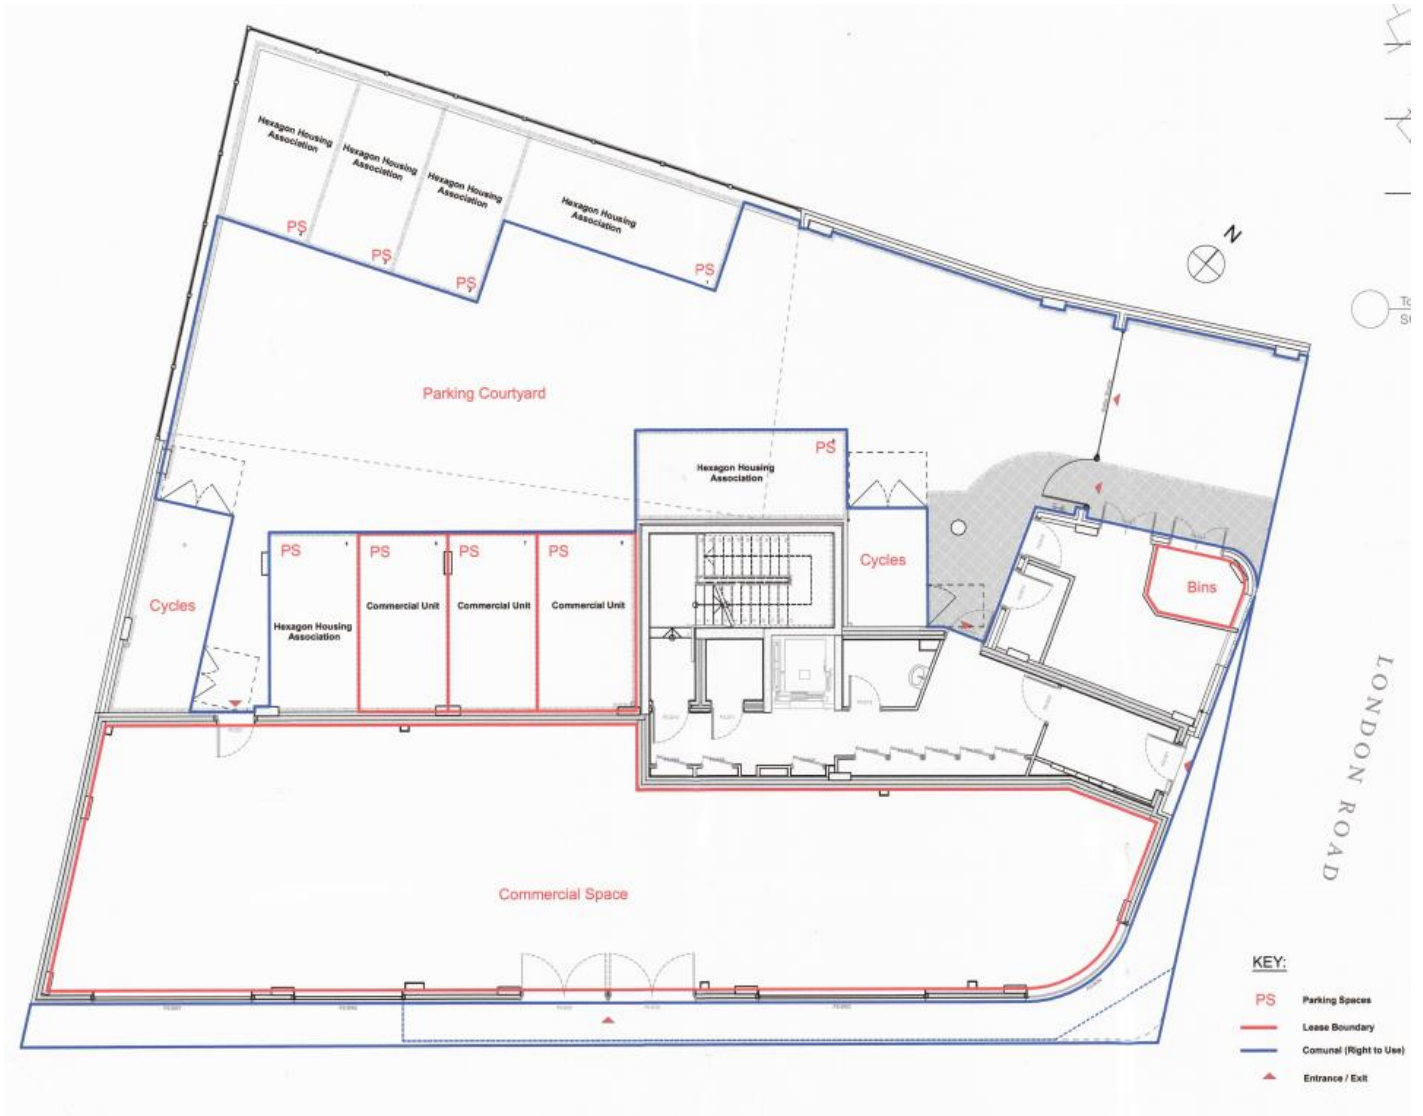 Hexagon Housing
Association
Hexagon Housing
Association
Hexagon Housing
Association
Hexagon Housing
Association
PS
PS
PS
PS
N
To
Parking Courtyard
PS
Hexagon Housing
Association
PS
PS
PS
PS
Cycles
Bins
Cycles
Commercial Unit
Commercial Unit
Commercial Unit
Hexagon Housing
Association
LONDON ROAD
Commercial Space
KEY:
PS Parking Spaces
Lease Boundary
Comunal (Right to Use)
Entrance / Exit